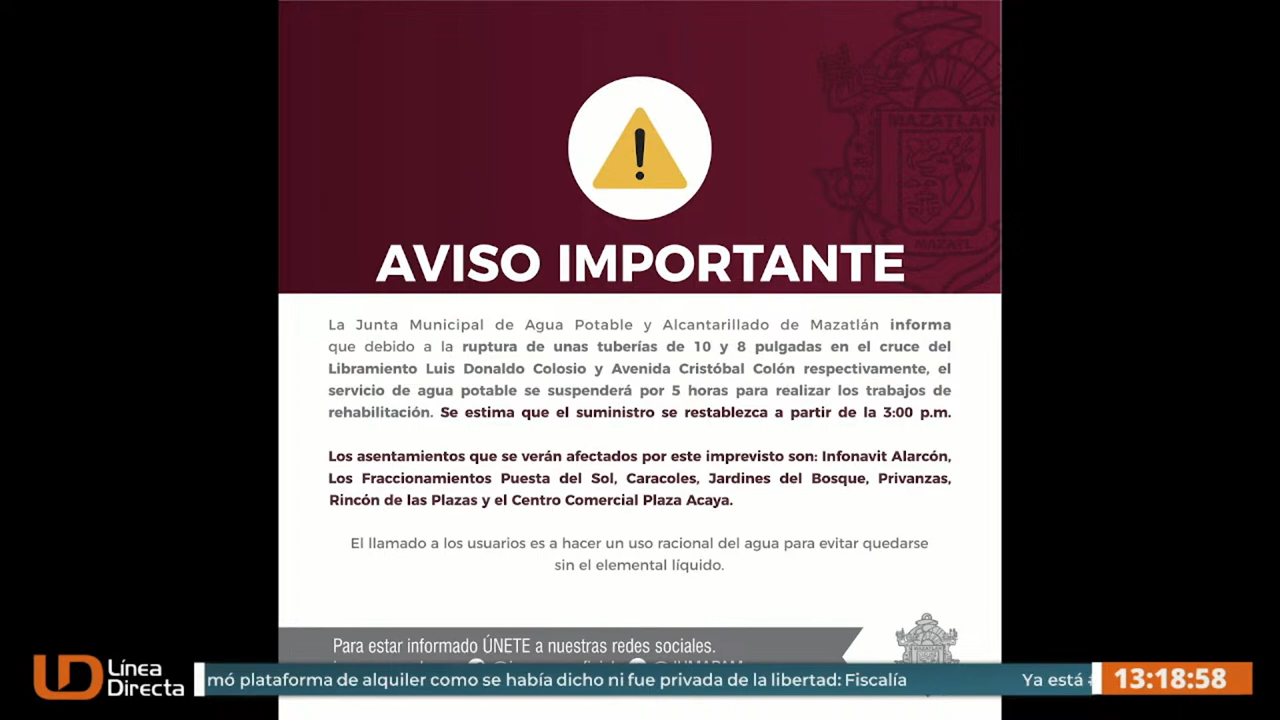 MAZATLAN
AVISO IMPORTANTE
La Junta Municipal de Agua Potable y Alcantarillado de Mazatlán informa
que debido a la ruptura de unas tuberías de 10 y 8 pulgadas en el cruce del
Libramiento Luis Donaldo Colosio y Avenida Cristóbal Colón respectivamente, el
servicio de agua potable se suspenderá por 5 horas para realizar los trabajos de
rehabilitación. Se estima que el suministro se restablezca a partir de la 3:00 p.m.
Los asentamientos que se verán afectados por este imprevisto son: Infonavit Alarcón,
Los Fraccionamientos Puesta del Sol, Caracoles, Jardines del Bosque, Privanzas,
Rincón de las Plazas y el Centro Comercial Plaza Acaya.
El llamado a los usuarios es a hacer un uso racional del agua para evitar quedarse
sin el elemental líquido.
Para estar informado ÚNETE a nuestras redes sociales.
Línea
Directa
mó plataforma de alquiler como se había dicho ni fue privada de la libertad: Fiscalía
Ya está
13:18:58